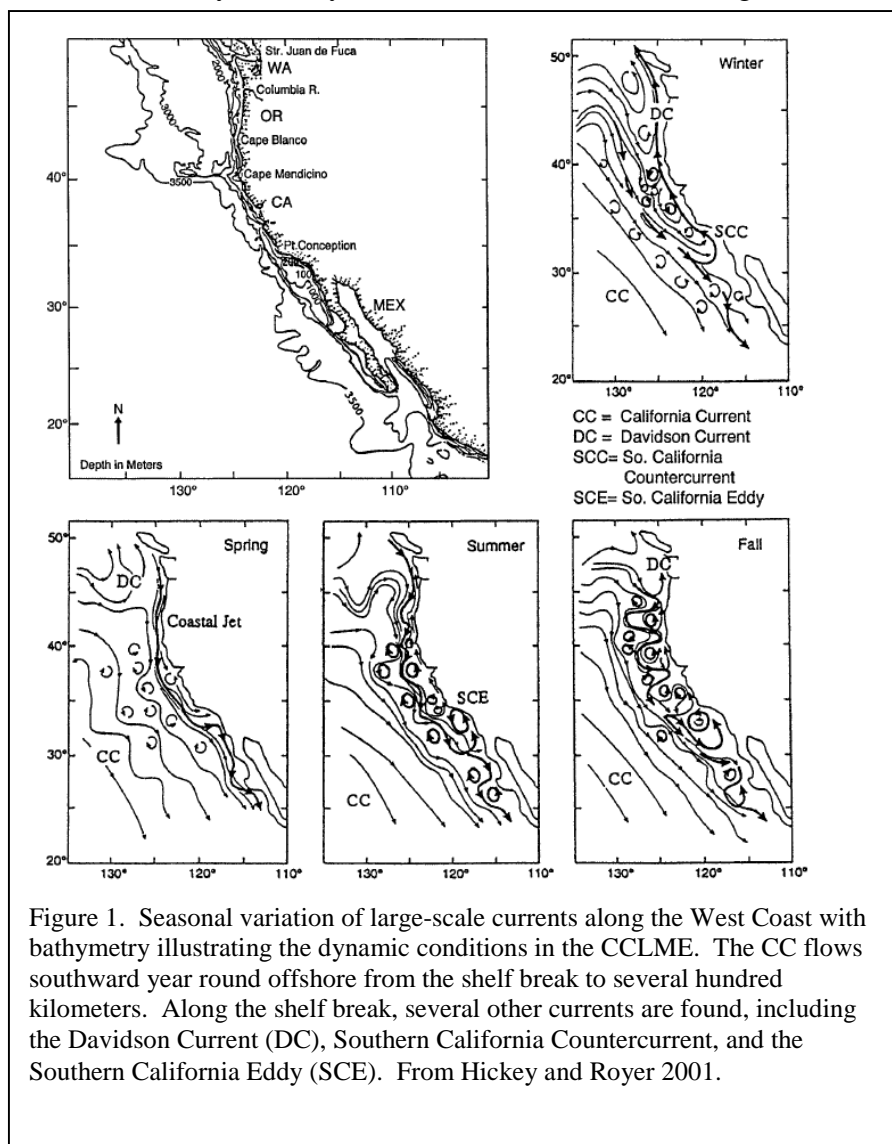 Str. Juan de Fuca
WA
Columbia R.
OR
Cape Blanco
Cape Mendicino
CA
Pt. Conception
MEX
2000
3000
3500
200
100
1000
3500
N
Depth in Meters
40°
30°
20°
130° 120° 110°
Winter
50°
40°
30°
20°
DC
SCC
CC
130° 120° 110°
CC = California Current
DC = Davidson Current
SCC= So. California
Countercurrent
SCE= So. California Eddy
Spring
50°
40°
30°
20°
DC
Coastal Jet
CC
130° 120° 110°
Summer
SCE
CC
130° 120° 110°
Fall
DC
CC
130° 120° 110°
Figure 1. Seasonal variation of large-scale currents along the West Coast with
bathymetry illustrating the dynamic conditions in the CCLME. The CC flows
southward year round offshore from the shelf break to several hundred
kilometers. Along the shelf break, several other currents are found, including
the Davidson Current (DC), Southern California Countercurrent, and the
Southern California Eddy (SCE). From Hickey and Royer 2001.